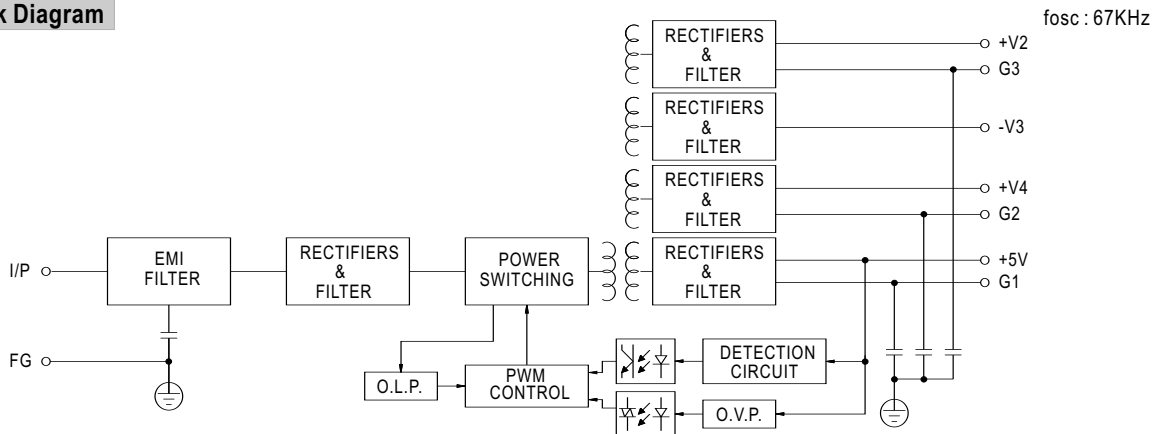 k Diagram
fosc : 67KHz
RECTIFIERS
&
FILTER
+V2
G3
RECTIFIERS
&
FILTER
-V3
RECTIFIERS
&
FILTER
+V4
G2
I/P
EMI
FILTER
RECTIFIERS
&
FILTER
POWER
SWITCHING
RECTIFIERS
&
FILTER
+5V
G1
FG
O.L.P.
PWM
CONTROL
DETECTION
CIRCUIT
O.V.P.